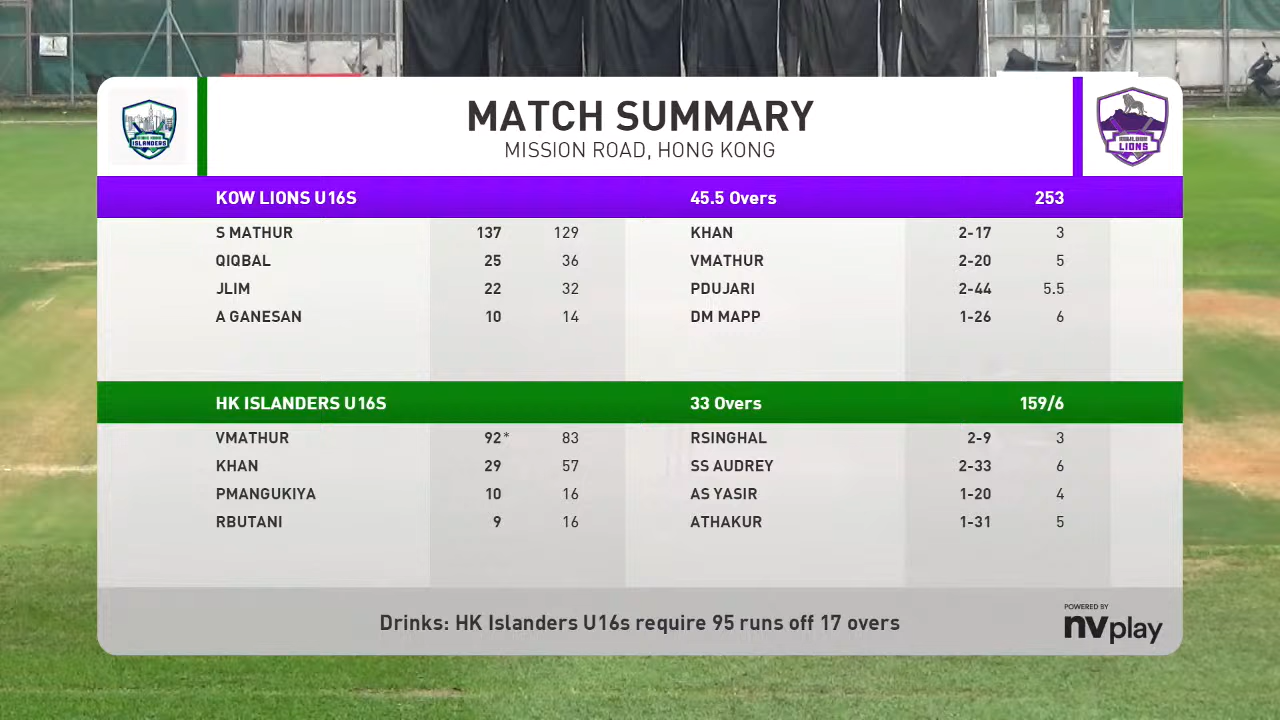 MATCH SUMMARY
MISSION ROAD, HONG KONG
ISLANDERS
LIONS
KOW LIONS U16S 45.5 Overs 253
S MATHUR 137 129 KHAN 2-17 3
QIQBAL 25 36 VMATHUR 2-20 5
JLIM 22 32 PDUJARI 2-44 5.5
A GANESAN 10 14 DM MAPP 1-26 6
HK ISLANDERS U16S 33 Overs 159/6
VMATHUR 92* 83 RSINGHAL 2-9 3
KHAN 29 57 SS AUDREY 2-33 6
PMANGUKIYA 10 16 AS YASIR 1-20 4
RBUTANI 9 16 ATHAKUR 1-31 5
Drinks: HK Islanders U16s require 95 runs off 17 overs
POWERED BY
nvplay